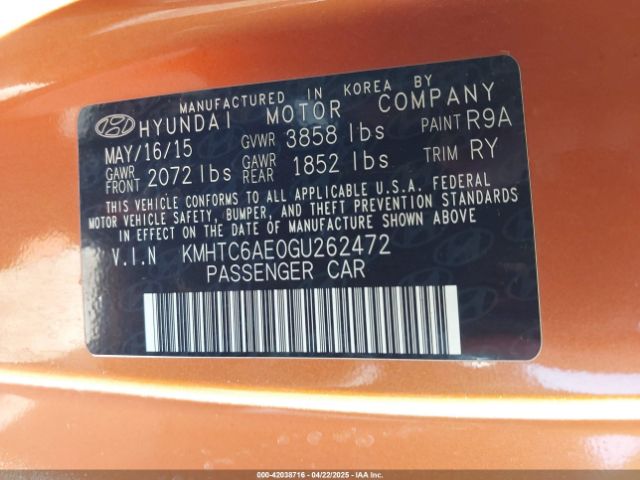 MANUFACTURED IN KOREA BY
HYUNDAI MOTOR COMPANY
MAY/16/15 GVWR 3858 lbs PAINT R9A
GAWR FRONT 2072 lbs GAWR REAR 1852 lbs TRIM RY
THIS VEHICLE CONFORMS TO ALL APPLICABLE U.S.A. FEDERAL
MOTOR VEHICLE SAFETY, BUMPER, AND THEFT PREVENTION STANDARDS
IN EFFECT ON THE DATE OF MANUFACTURE SHOWN ABOVE
V.I.N KMHTC6AE0GU262472
PASSENGER CAR
000-42038716 - 04/22/2025 - IAA Inc.